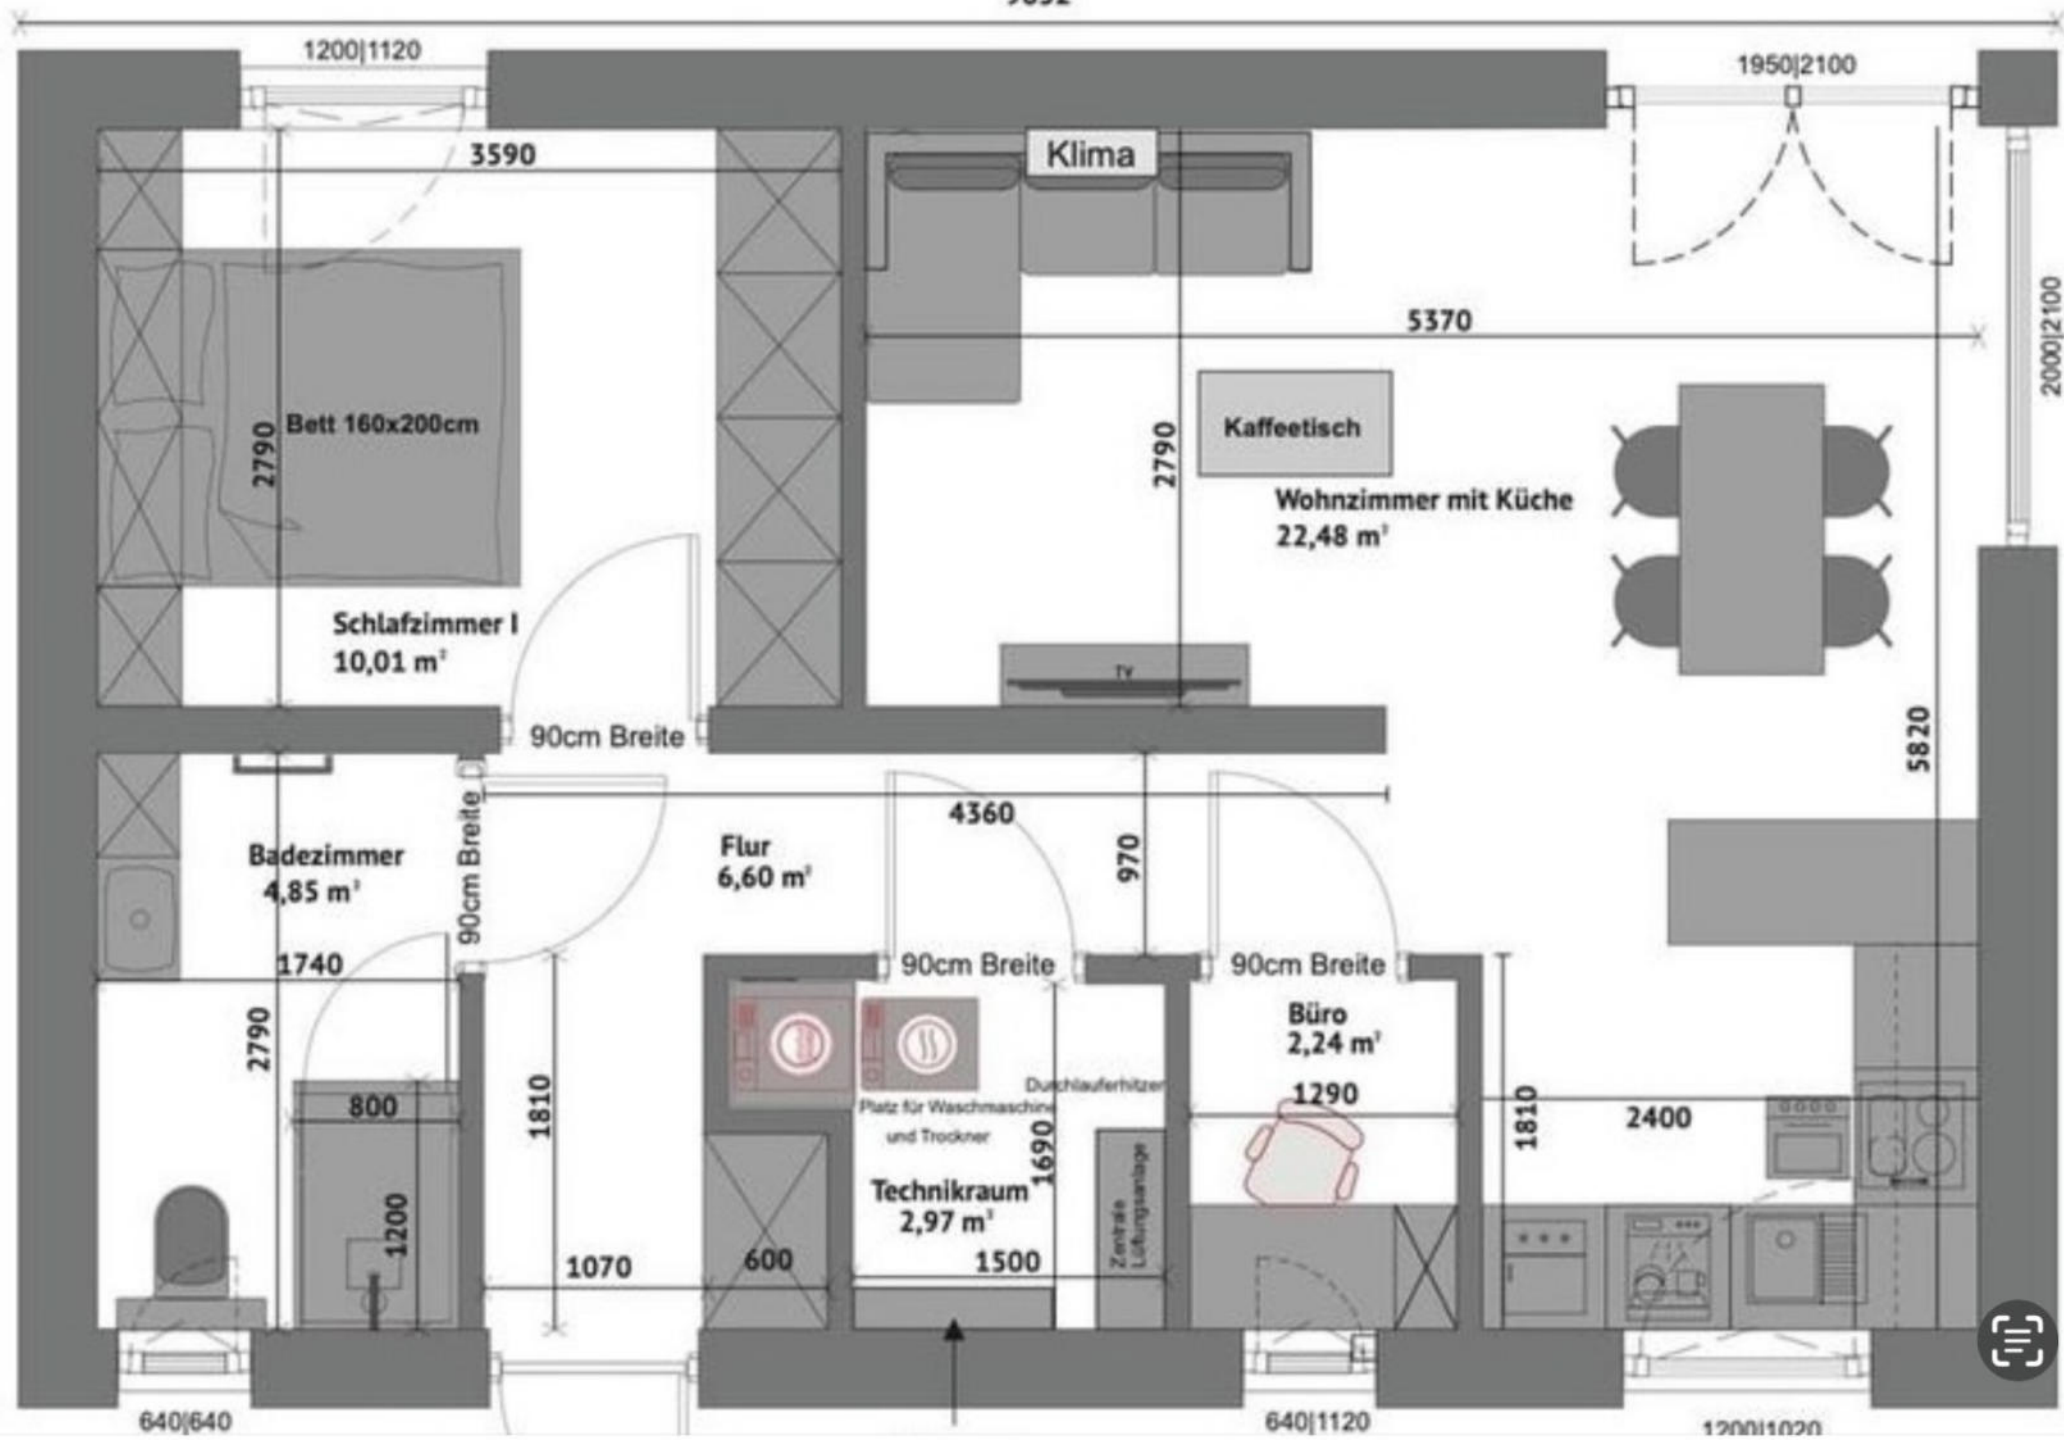 1200|1120
1950|2100
3590
Klima
2000|2100
5370
Bett 160x200cm
2790
Kaffeetisch
2790
Wohnzimmer mit Küche
22,48 m²
Schlafzimmer I
10,01 m²
TV
90cm Breite
5820
4360
90cm Breite
Flur
6,60 m²
970
Badezimmer
4,85 m²
1740
90cm Breite
90cm Breite
2790
Büro
2,24 m²
Durchlauferhitzer
1290
800
1810
Platz für Waschmaschine
und Trockner
1690
1810
2400
Technikraum
2,97 m²
Zentrale
Lüftungsanlage
1200
1070
600
1500
640|640
640|1120
1200|1020